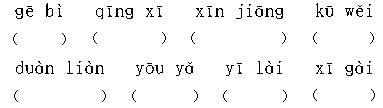 gē bì  qīng xī  xīn jiāng  kū wěi
(  )  (  )  (  )  (  )
duàn liàn  yōu yǎ  yī lài  xī gài
(  )  (  )  (  )  (  )